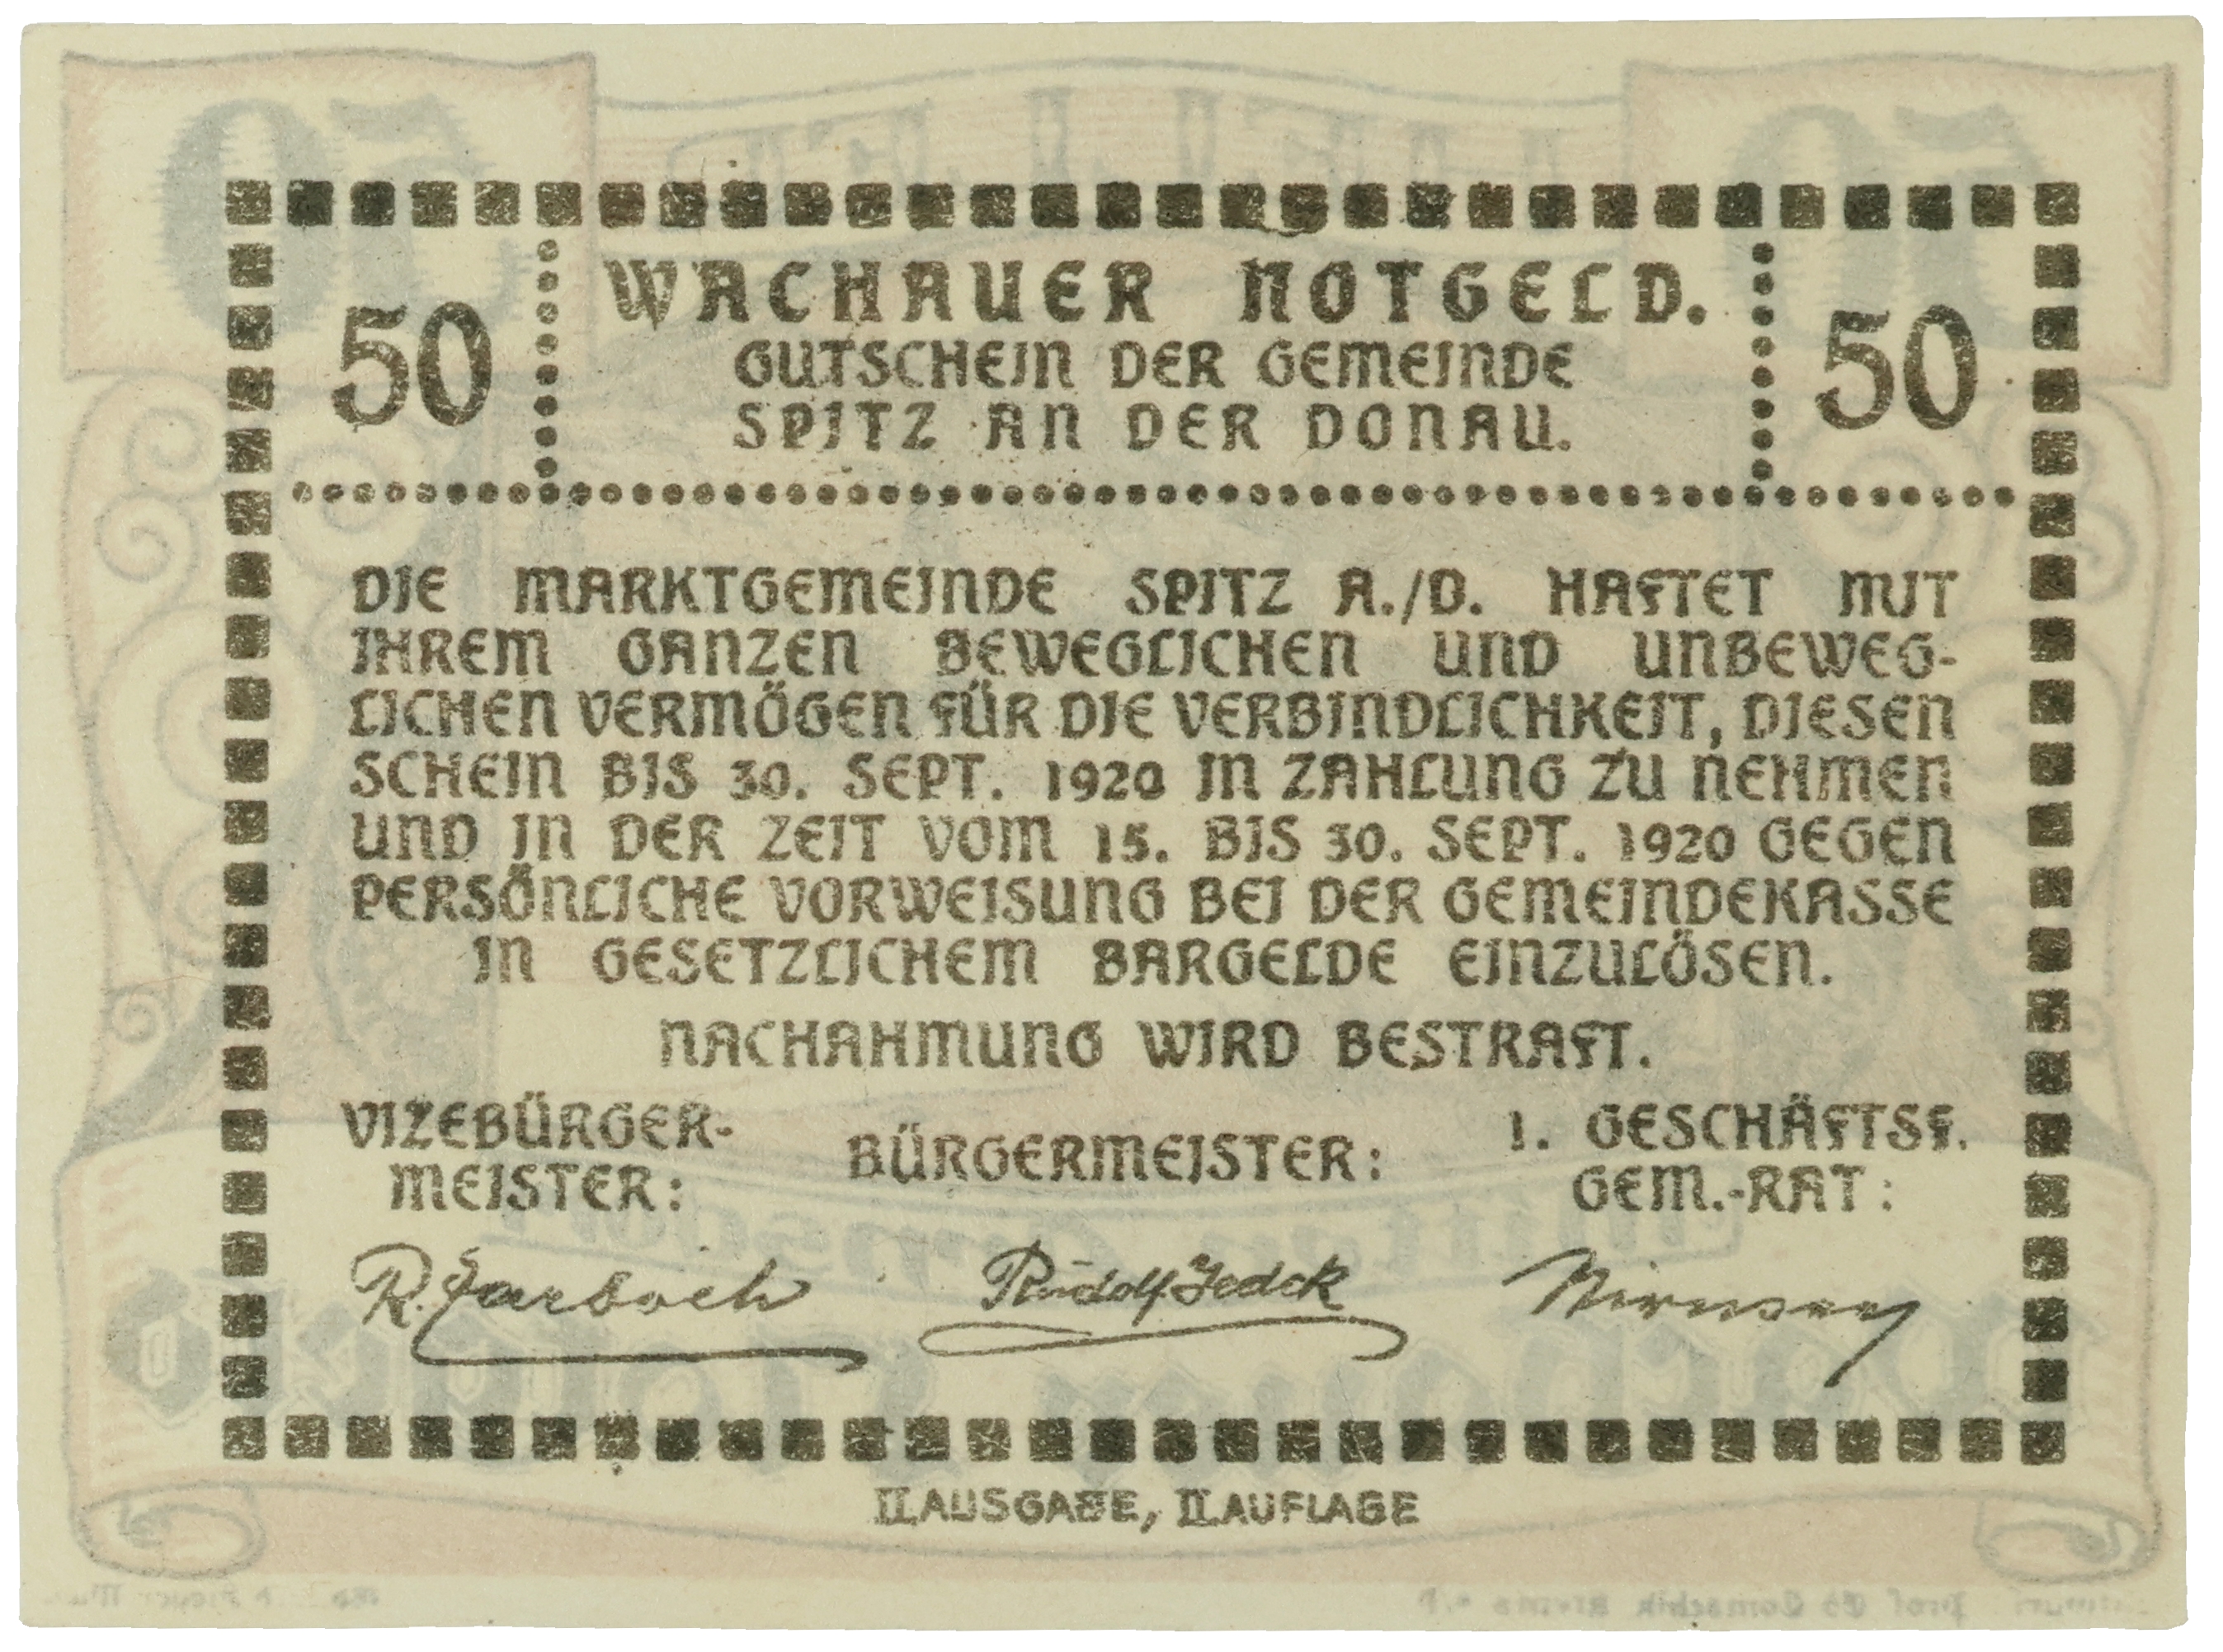 WACHAUER NOTGELD.
50
GUTSCHEIN DER GEMEINDE
50
SPITZ AN DER DONAU.
DIE MARKTGEMEINDE SPITZ A./D. HAFTET MIT
IHREM GANZEN BEWEGLICHEN UND UNBEWEG-
LICHEN VERMÖGEN FÜR DIE VERBINDLICHKEIT, DIESEN
SCHEIN BIS 30. SEPT. 1920 IN ZAHLUNG ZU NEHMEN
UND IN DER ZEIT VOM 15. BIS 30. SEPT. 1920 GEGEN
PERSÖNLICHE VORWEISUNG BEI DER GEMEINDEKASSE
IN GESETZLICHEM BARGELDE EINZULÖSEN.
NACHAHMUNG WIRD BESTRAFT.
VIZEBÜRGER-
MEISTER:
BÜRGERMEISTER:
1. GESCHÄFTSF.
GEM.-RAT:
Rudolf
II. AUSGABE, II. AUFLAGE